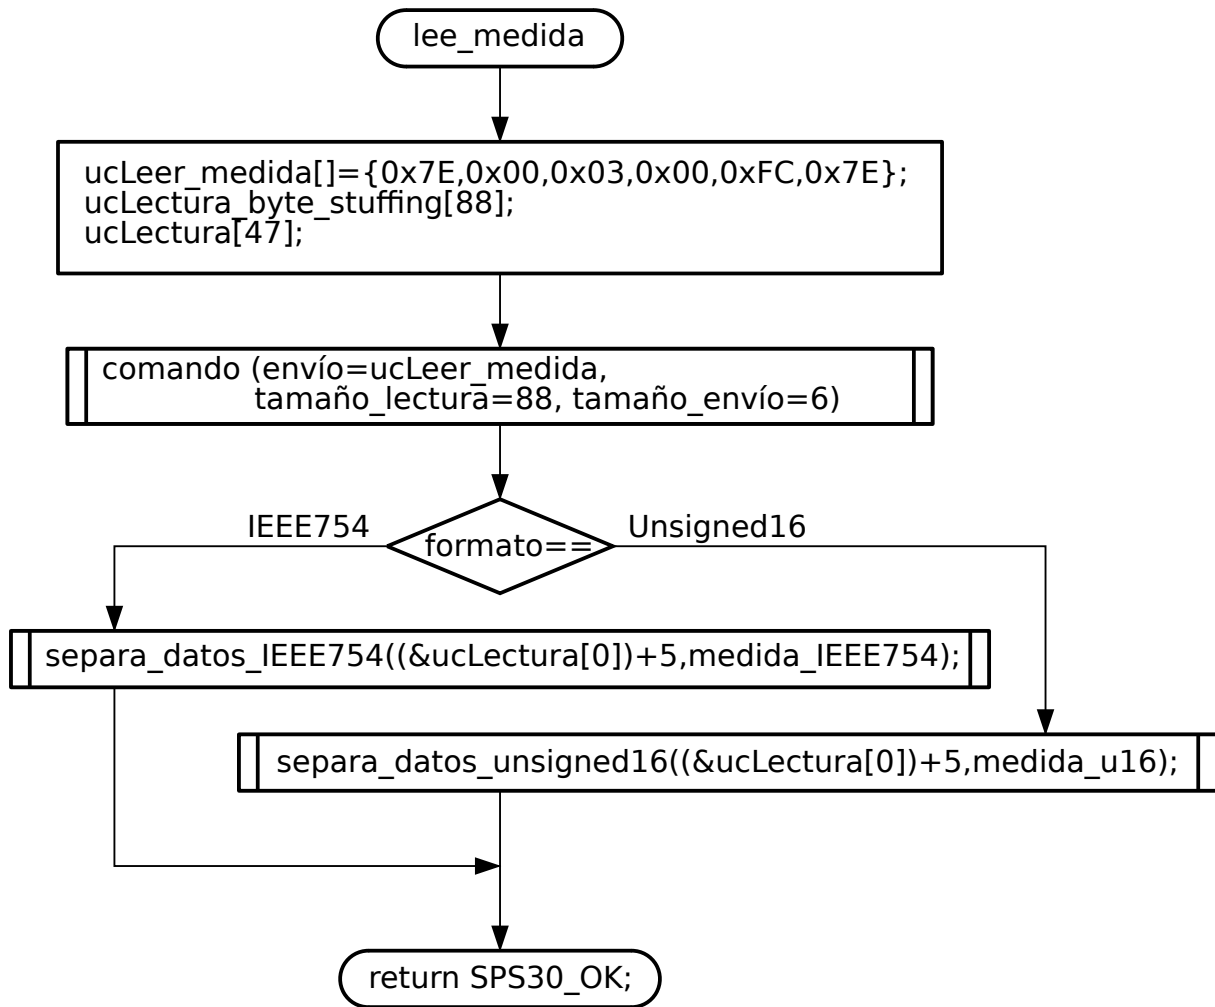 lee_medida
ucLeer_medida[]={0x7E,0x00,0x03,0x00,0xFC,0x7E};
ucLectura_byte_stuffing[88];
ucLectura[47];
comando (envío=ucLeer_medida,
tamaño_lectura=88, tamaño_envío=6)
IEEE754
Unsigned16
formato==
separa_datos_IEEE754((&ucLectura[0])+5,medida_IEEE754);
separa_datos_unsigned16((&ucLectura[0])+5,medida_u16);
return SPS30_OK;